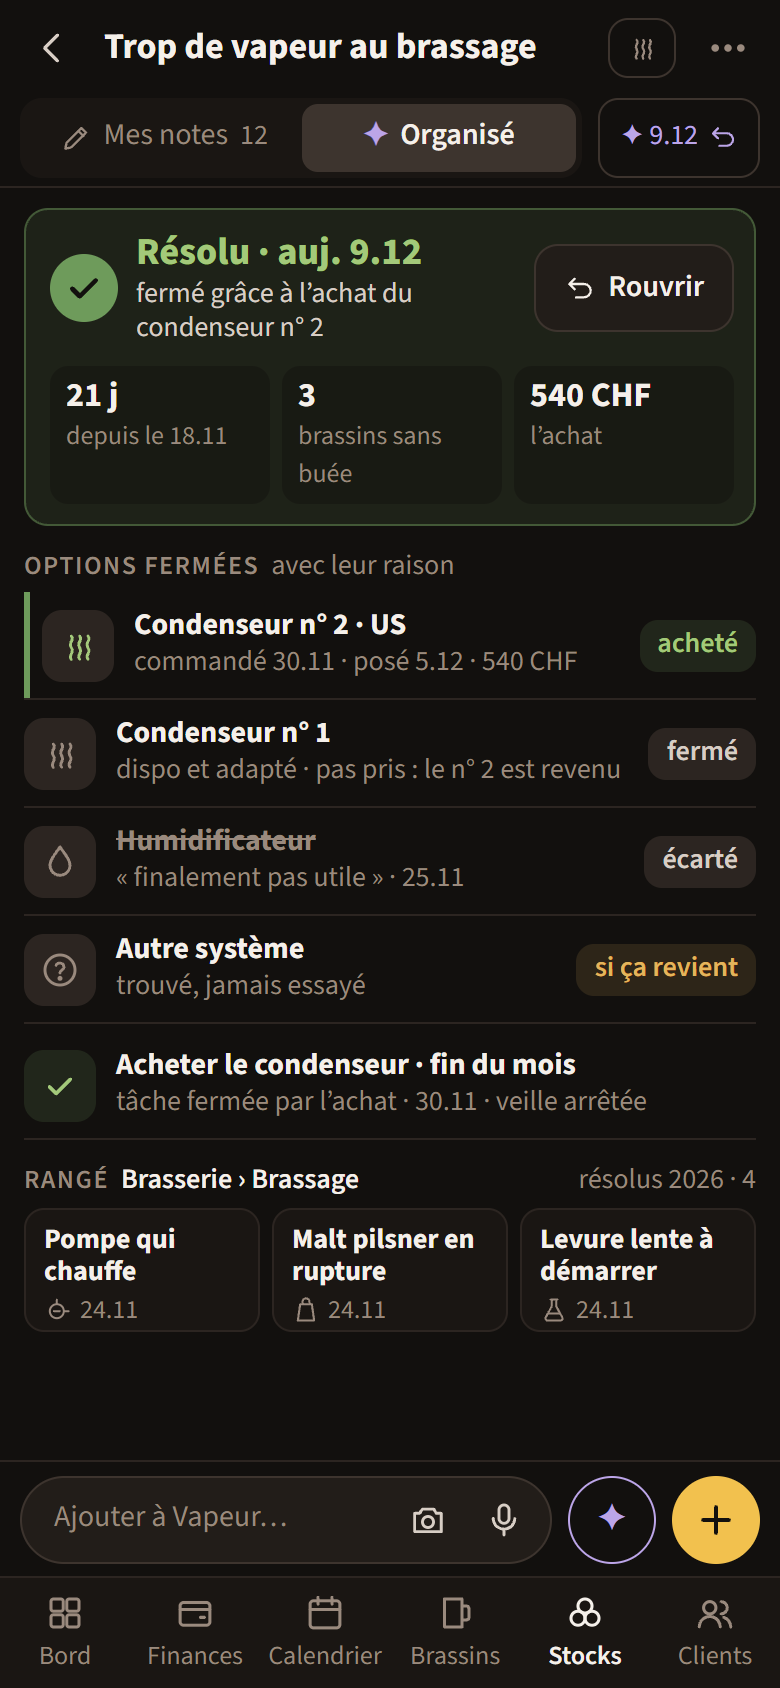 Trop de vapeur au brassage
Mes notes 12
Organisé
9.12
Résolu · auj. 9.12
fermé grâce à l’achat du
condenseur n° 2
Rouvrir
21 j
depuis le 18.11
3
brassins sans
buée
540 CHF
l’achat
OPTIONS FERMÉES avec leur raison
Condenseur n° 2 · US
commandé 30.11 · posé 5.12 · 540 CHF
acheté
Condenseur n° 1
dispo et adapté · pas pris : le n° 2 est revenu
fermé
Humidificateur
« finalement pas utile » · 25.11
écarté
Autre système
trouvé, jamais essayé
si ça revient
Acheter le condenseur · fin du mois
tâche fermée par l’achat · 30.11 · veille arrêtée
RANGÉ Brasserie › Brassage
résolus 2026 · 4
Pompe qui
chauffe
24.11
Malt pilsner en
rupture
24.11
Levure lente à
démarrer
24.11
Ajouter à Vapeur…
Bord
Finances
Calendrier
Brassins
Stocks
Clients